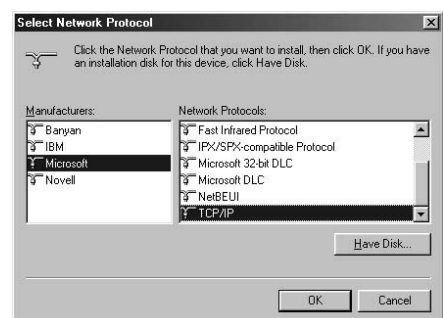 Select Network Protocol
Click the Network Protocol that you want to install, then click OK. If you have
an installation disk for this device, click Have Disk.
Manufacturers:
Banyan
IBM
Microsoft
Novell
Network Protocols:
Fast Infrared Protocol
IPX/SPX-compatible Protocol
Microsoft 32-bit DLC
Microsoft DLC
NetBEUI
TCP/IP
Have Disk...
OK
Cancel